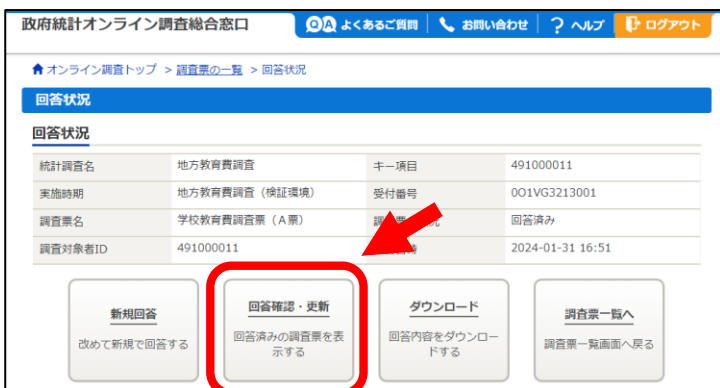 政府統計オンライン調査総合窓口 QA よくあるご質問 お問い合わせ ? ヘルプ ログアウト
オンライン調査トップ > 調査票の一覧 > 回答状況
回答状況
回答状況
統計調査名 地方教育費調査 キー項目 491000011
実施時期 地方教育費調査（検証環境） 受付番号 0O1VG3213001
調査票名 学校教育費調査票（A票） 回答済み
調査対象者ID 491000011 2024-01-31 16:51
新規回答 回答確認・更新 ダウンロード 調査票一覧へ
改めて新規で回答する 回答済みの調査票を表 回答内容をダウンロー 調査票一覧画面へ戻る
示する ドする